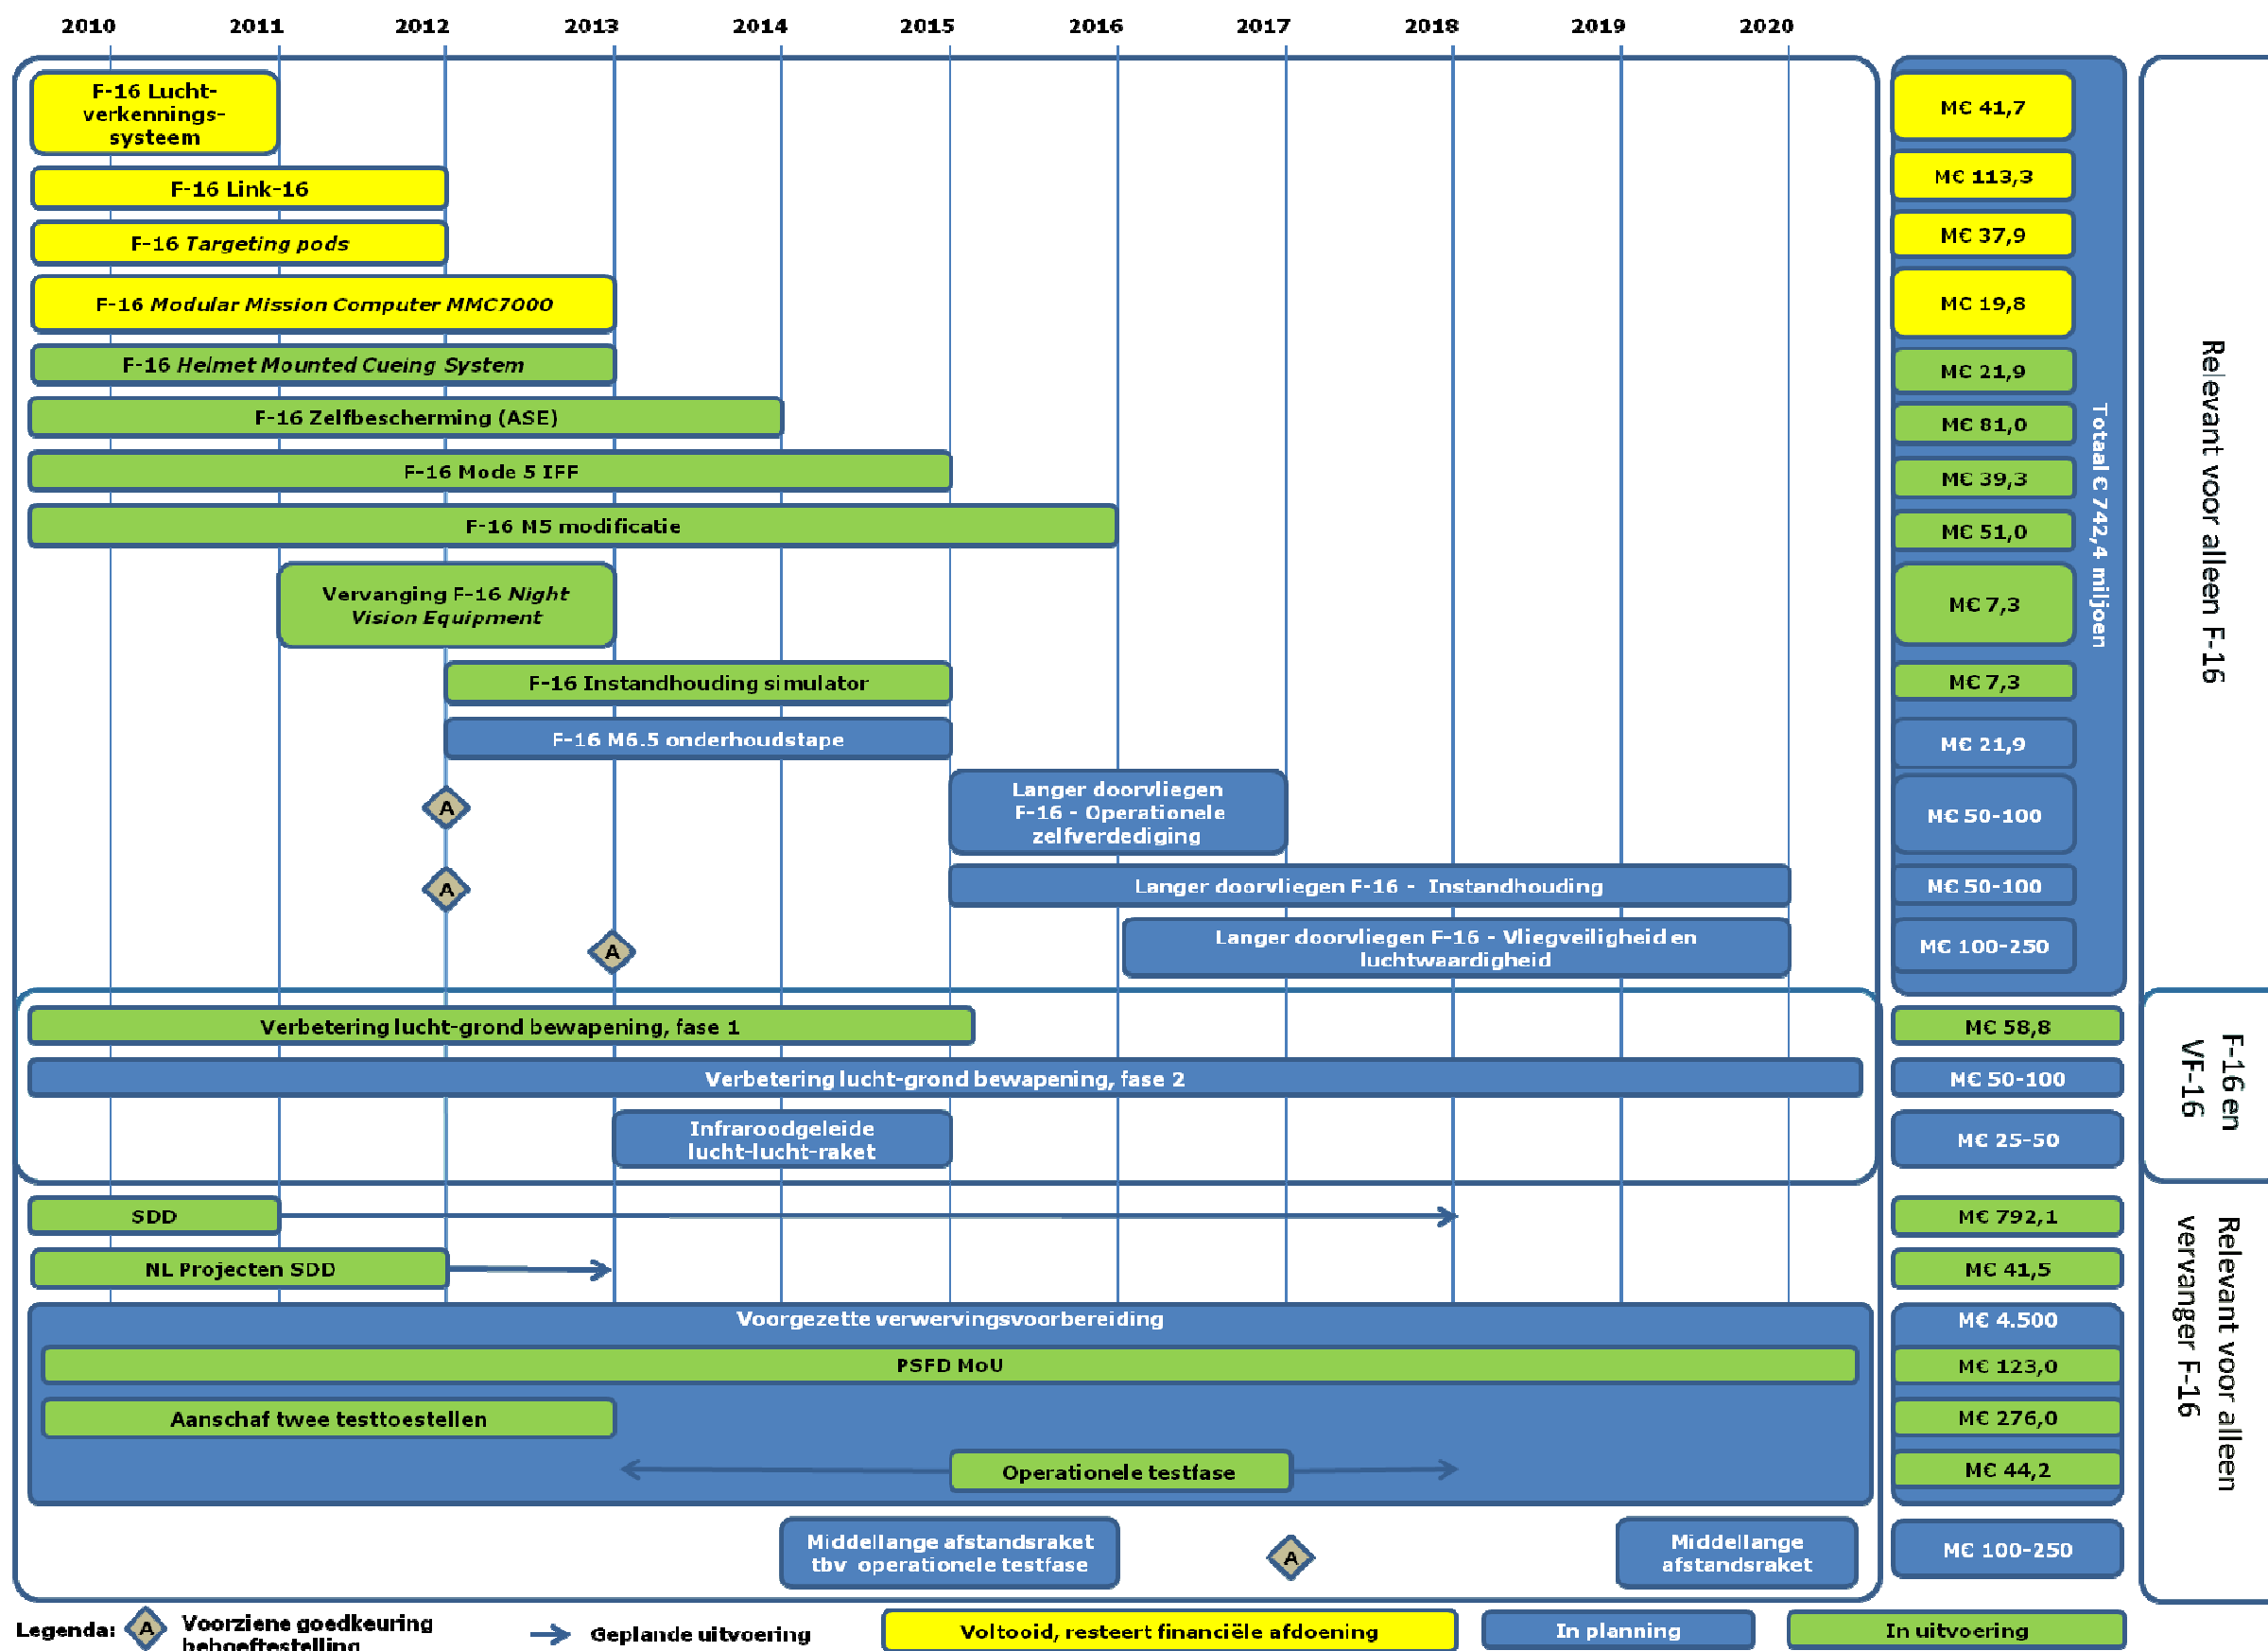 2010 2011 2012 2013 2014 2015 2016 2017 2018 2019 2020
F-16 Lucht-
verkennings-
systeem
M€ 41,7
F-16 Link-16
M€ 113,3
F-16 Targeting pods
M€ 37,9
F-16 Modular Mission Computer MMC7000
M€ 19,8
F-16 Helmet Mounted Cueing System
M€ 21,9
F-16 Zelfbescherming (ASE)
M€ 81,0
F-16 Mode 5 IFF
M€ 39,3
F-16 M5 modificatie
M€ 51,0
Vervanging F-16 Night
Vision Equipment
M€ 7,3
F-16 Instandhouding simulator
M€ 7,3
F-16 M6.5 onderhoudstape
M€ 21,9
A
Langer doorvliegen
F-16 - Operationele
zelfverdediging
M€ 50-100
A
Langer doorvliegen F-16 - Instandhouding
M€ 50-100
A
Langer doorvliegen F-16 - Vliegveiligheid en
luchtwaardigheid
M€ 100-250
Totaal € 742,4 miljoen
Relevant voor alleen F-16
Verbetering lucht-grond bewapening, fase 1
M€ 58,8
Verbetering lucht-grond bewapening, fase 2
M€ 50-100
Infraroodgeleide
lucht-lucht-raket
M€ 25-50
F-16 en
VF-16
SDD
M€ 792,1
NL Projecten SDD
M€ 41,5
Voorgezette verwervingsvoorbereiding
M€ 4.500
PSFD MoU
M€ 123,0
Aanschaf twee testtoestellen
M€ 276,0
Operationele testfase
M€ 44,2
Middellange afstandsraket
tbv operationele testfase
A
Middellange
afstandsraket
M€ 100-250
Relevant voor alleen
vervanger F-16
Legenda:
A
Voorziene goedkeuring
behoeftestelling
Geplande uitvoering
Voltooid, resteert financiële afdoening
In planning
In uitvoering